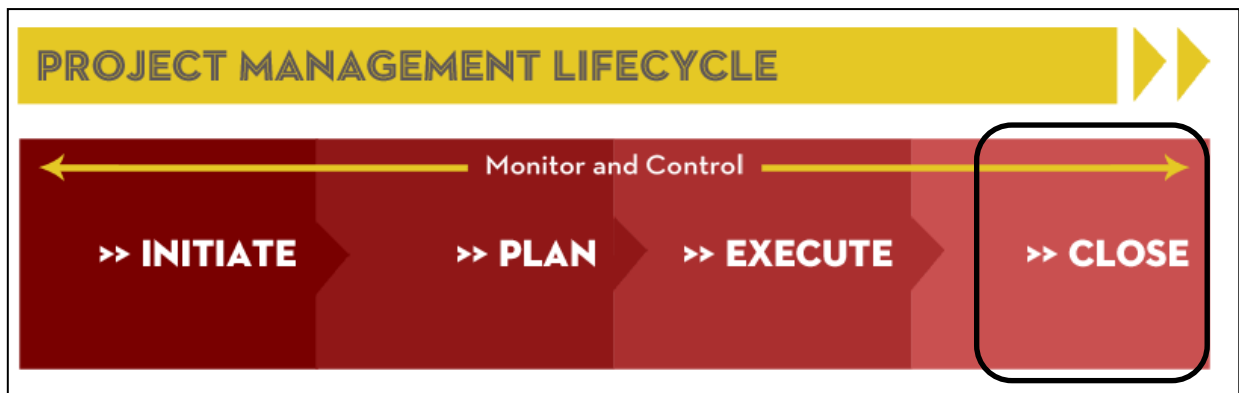 PROJECT MANAGEMENT LIFECYCLE
Monitor and Control
>> INITIATE >> PLAN >> EXECUTE >> CLOSE